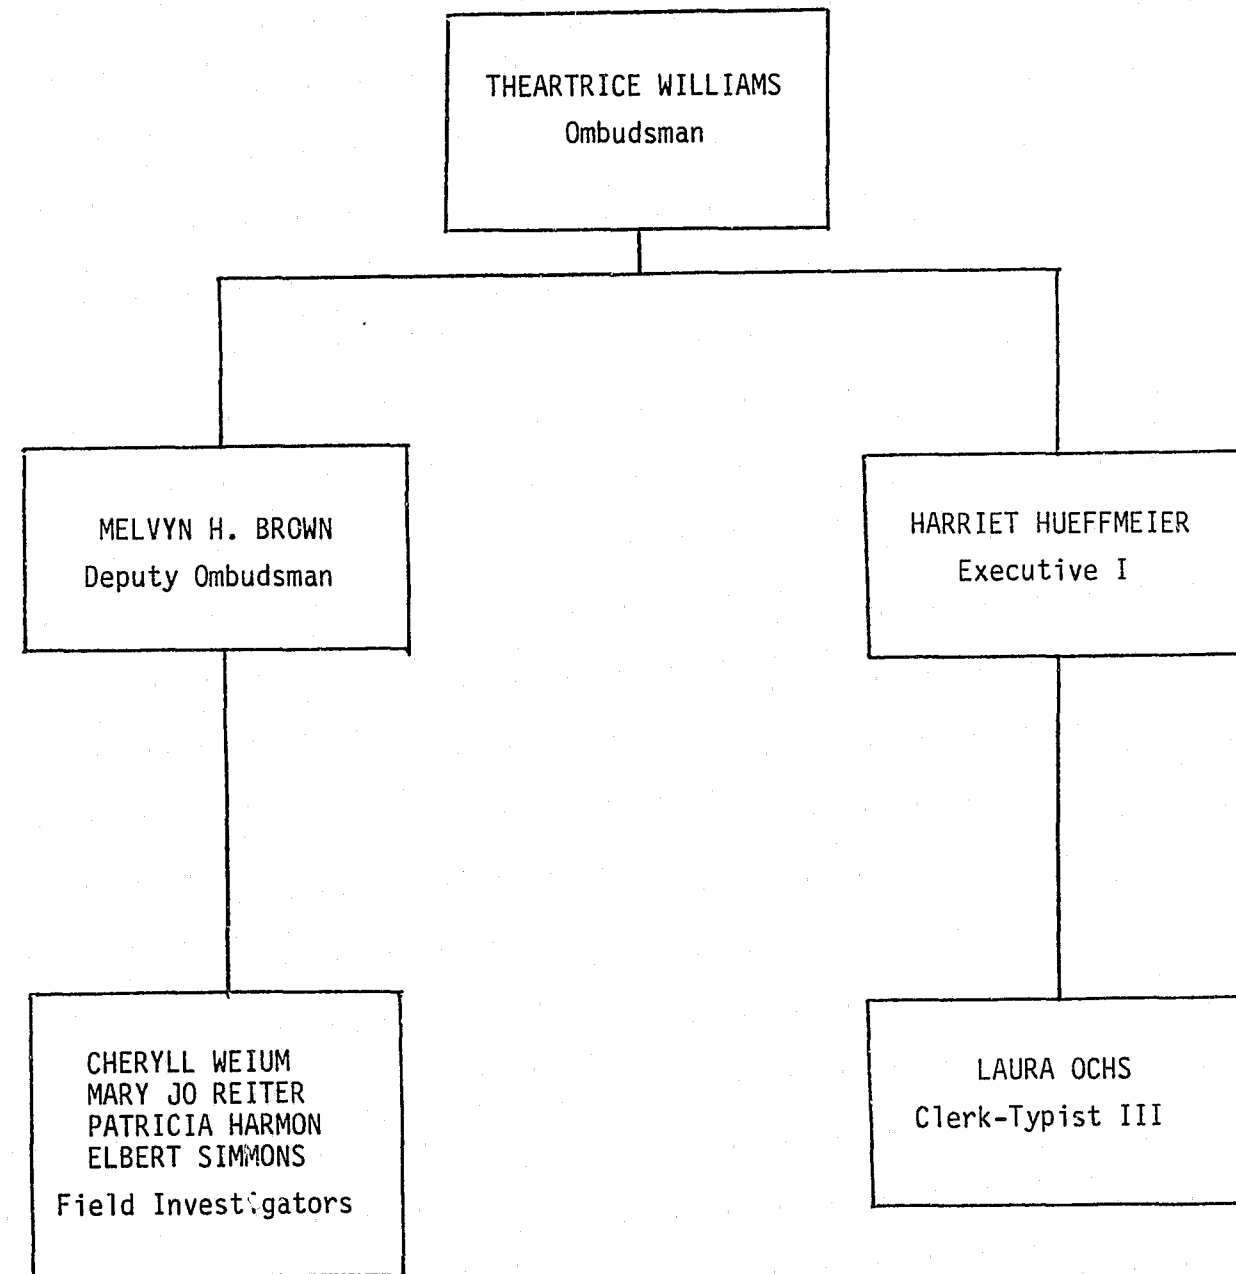 THEARTRICE WILLIAMS
Ombudsman
MELVYN H. BROWN
Deputy Ombudsman
HARRIET HUEFFMEIER
Executive I
CHERYLL WEIUM
MARY JO REITER
PATRICIA HARMON
ELBERT SIMMONS
Field Investigators
LAURA OCHS
Clerk-Typist III